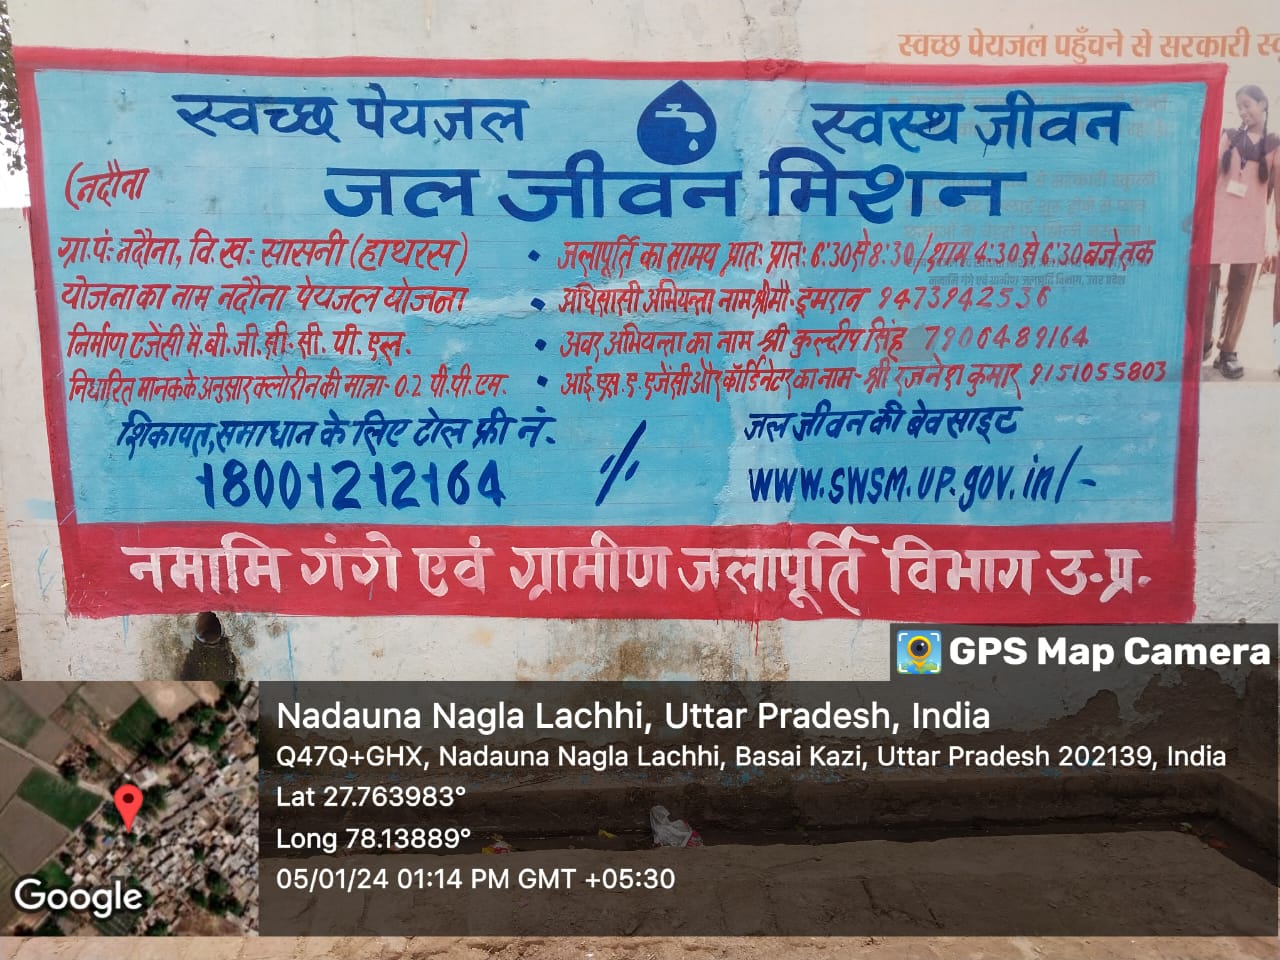 स्वच्छ पेयजल पहुँचने से सरकारी स्
स्वच्छ पेयजल स्वस्थ जीवन
(नदौना
जल जीवन मिशन
ग्रा.पं: नदौना, वि.ख: सासनी (हाथरस)
योजना का नाम नदौना पेयजल योजना
निर्माण एजेंसी मै. बी. जी. सी. सी. पी. एल.
निर्धारित मानक के अनुसार क्लोरीन की मात्रा- 0.2 पी.पी.एम.
• जलापूर्ति का समय प्रात: प्रात: 6:30 से 8:30/शाम 4:30 से 6:30 बजे तक
• अधिसासी अभियन्ता नाम श्री मौ. इमरान 9473942536
• अवर अभियन्ता का नाम श्री कुल्दीप सिंह 7906489164
• आई.एस.ए. एजेंसी और कॉर्डिनेटर का नाम- श्री रजनेश कुमार 9151055803
शिकायत, समाधान के लिए टोल फ्री नं.
18001212164
जल जीवन की बेवसाइट
www.swsm.up.gov.in/-
नमामि गंगे एवं ग्रामीण जलापूर्ति विभाग उ.प्र.
GPS Map Camera
Nadauna Nagla Lachhi, Uttar Pradesh, India
Q47Q+GHX, Nadauna Nagla Lachhi, Basai Kazi, Uttar Pradesh 202139, India
Lat 27.763983°
Long 78.13889°
05/01/24 01:14 PM GMT +05:30
Google